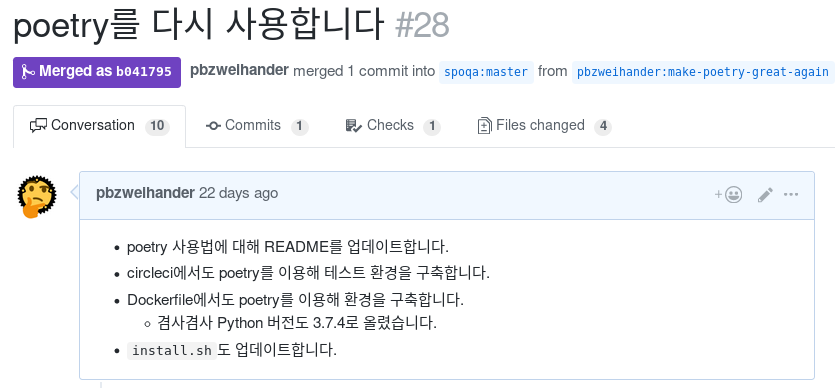 poetry를 다시 사용합니다 #28
Merged as b041795 pbzweihander merged 1 commit into spoqa:master from pbzweihander:make-poetry-great-again
Conversation 10 Commits 1 Checks 1 Files changed 4
pbzweihander 22 days ago
poetry 사용법에 대해 README를 업데이트합니다.
circleci에서도 poetry를 이용해 테스트 환경을 구축합니다.
Dockerfile에서도 poetry를 이용해 환경을 구축합니다.
겸사겸사 Python 버전도 3.7.4로 올렸습니다.
install.sh도 업데이트합니다.